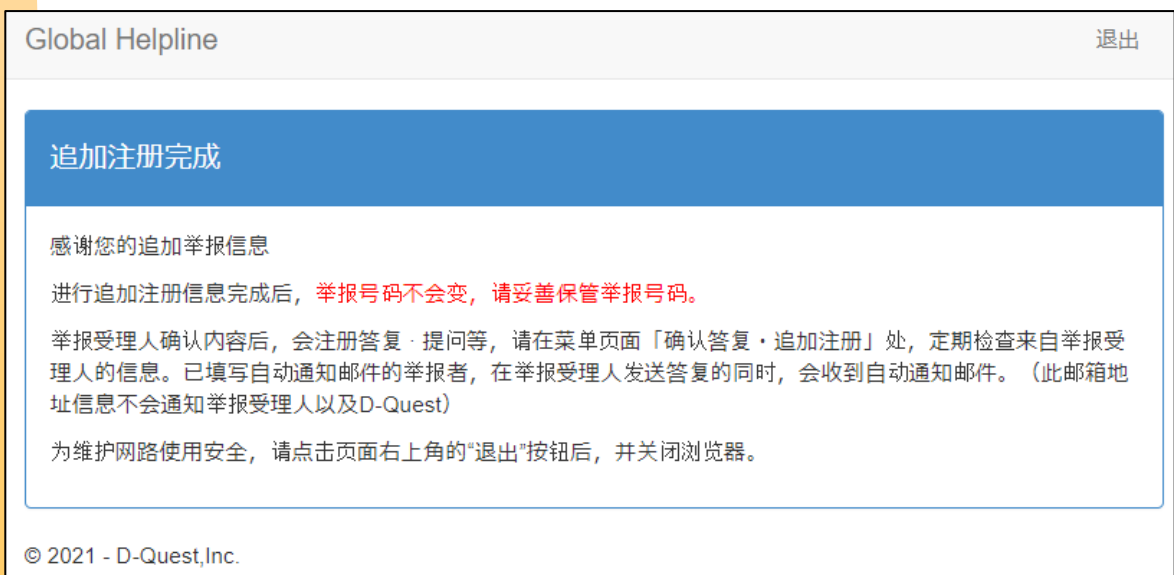 Global Helpline
退出
追加注册完成
感谢您的追加举报信息
进行追加注册信息完成后，举报号码不会变，请妥善保管举报号码。
举报受理人确认内容后，会注册答复·提问等，请在菜单页面「确认答复・追加注册」处，定期检查来自举报受
理人的信息。已填写自动通知邮件的举报者，在举报受理人发送答复的同时，会收到自动通知邮件。（此邮箱地
址信息不会通知举报受理人以及D-Quest）
为维护网路使用安全，请点击页面右上角的“退出”按钮后，并关闭浏览器。
© 2021 - D-Quest,Inc.